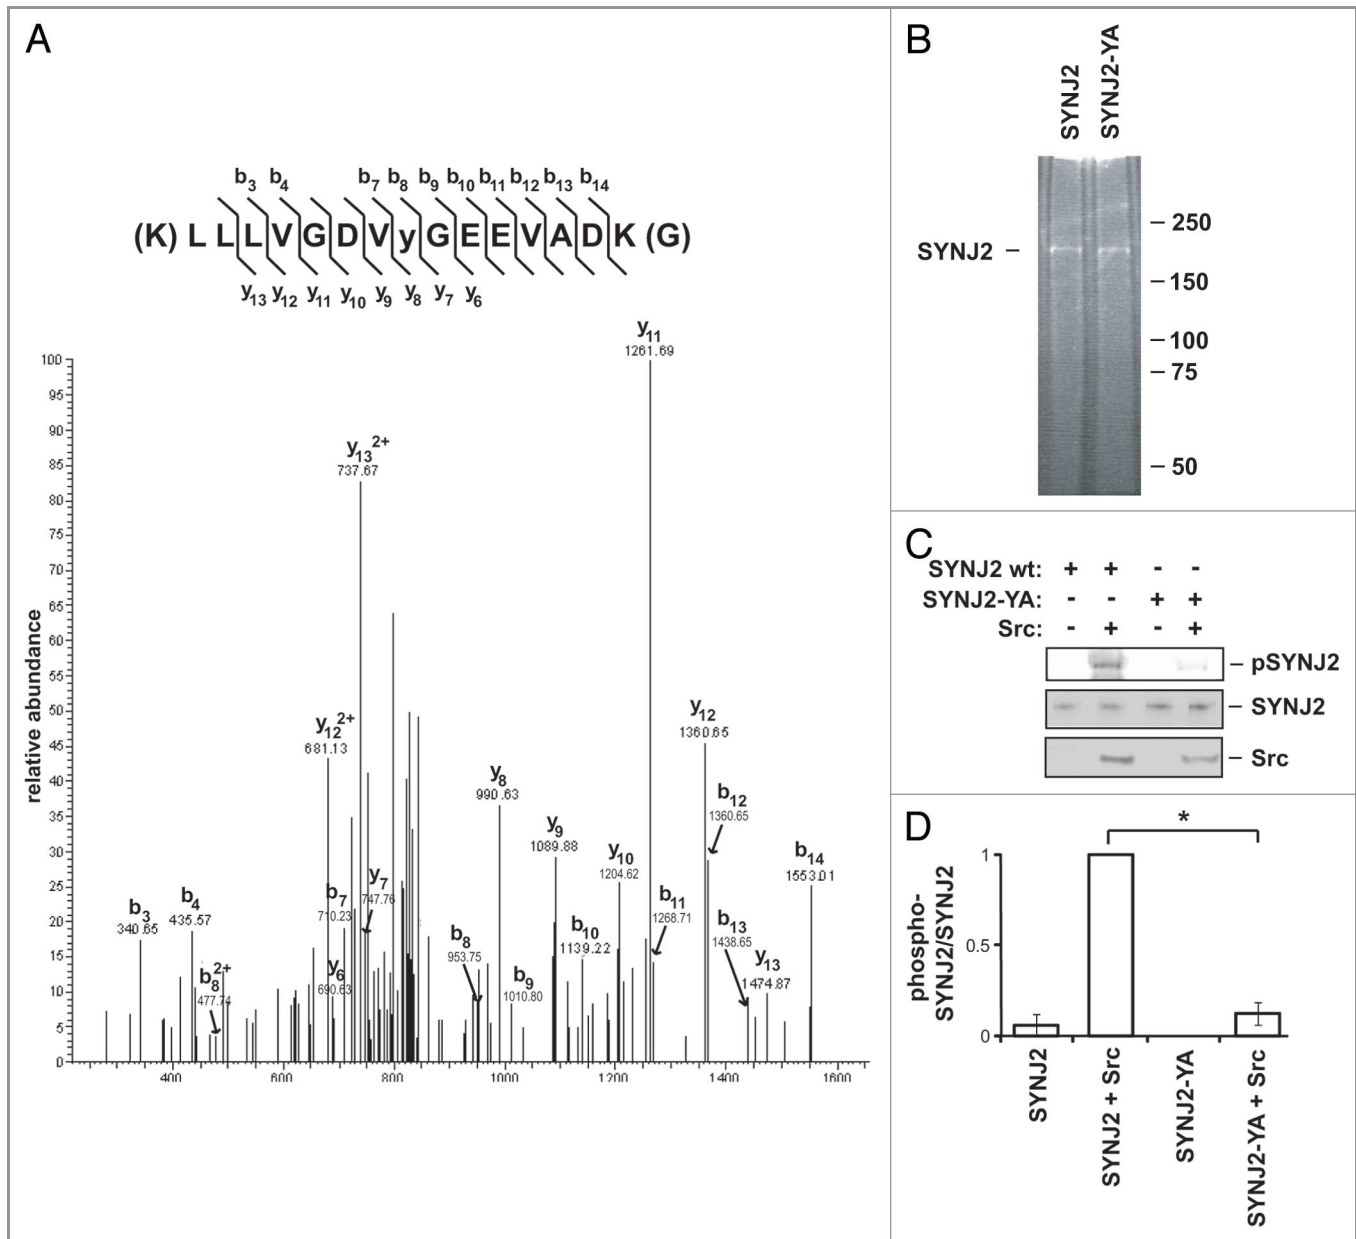 A
b3 b4 b7 b8 b9 b10 b11 b12 b13 b14
(K) L L L V G D V y G E E V A D K (G)
y13 y12 y11 y10 y9 y8 y7 y6
relative abundance
100
95
90
85
80
75
70
65
60
55
50
45
40
35
30
25
20
15
10
5
0
400 600 800 1000 1200 1400 1600
y11
1261.69
y13 2+
737.67
y12 2+
681.13
y12
1360.65
y8
990.63
b12
1360.65
y9
1089.88
y10
1204.62
b14
1553.01
b3
340.65
b4
435.57
b7
710.23
y7
747.76
b11
1268.71
b8 2+
477.74
y6
690.63
b8
953.75
b9
1010.80
b10
1139.22
b13
1438.65
y13
1474.87
B
SYNJ2
SYNJ2-YA
SYNJ2 –
– 250
– 150
– 100
– 75
– 50
C
SYNJ2 wt: + + - -
SYNJ2-YA: - - + +
Src: - + - +
– pSYNJ2
– SYNJ2
– Src
D
phospho-
SYNJ2/SYNJ2
1
0.5
0
*
SYNJ2
SYNJ2 + Src
SYNJ2-YA
SYNJ2-YA + Src